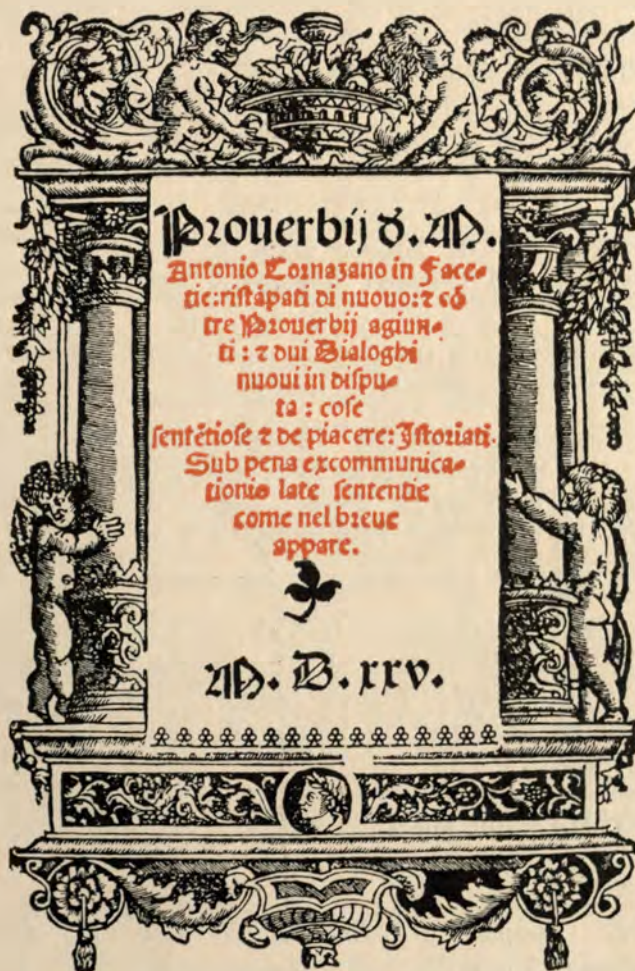 Prouerbij đ. M.
Antonio Cornazano in Face-
tie: ristāpati di nuouo: ⁊ cō
tre Prouerbij agiun-
ti: ⁊ dui Dialoghi
nuoui in dispu-
ta: cose
sentētiose ⁊ de piacere: Istoriati.
Sub pena excommunica-
tionis late sententie
come nel breue
appare.
M. D. xxv.